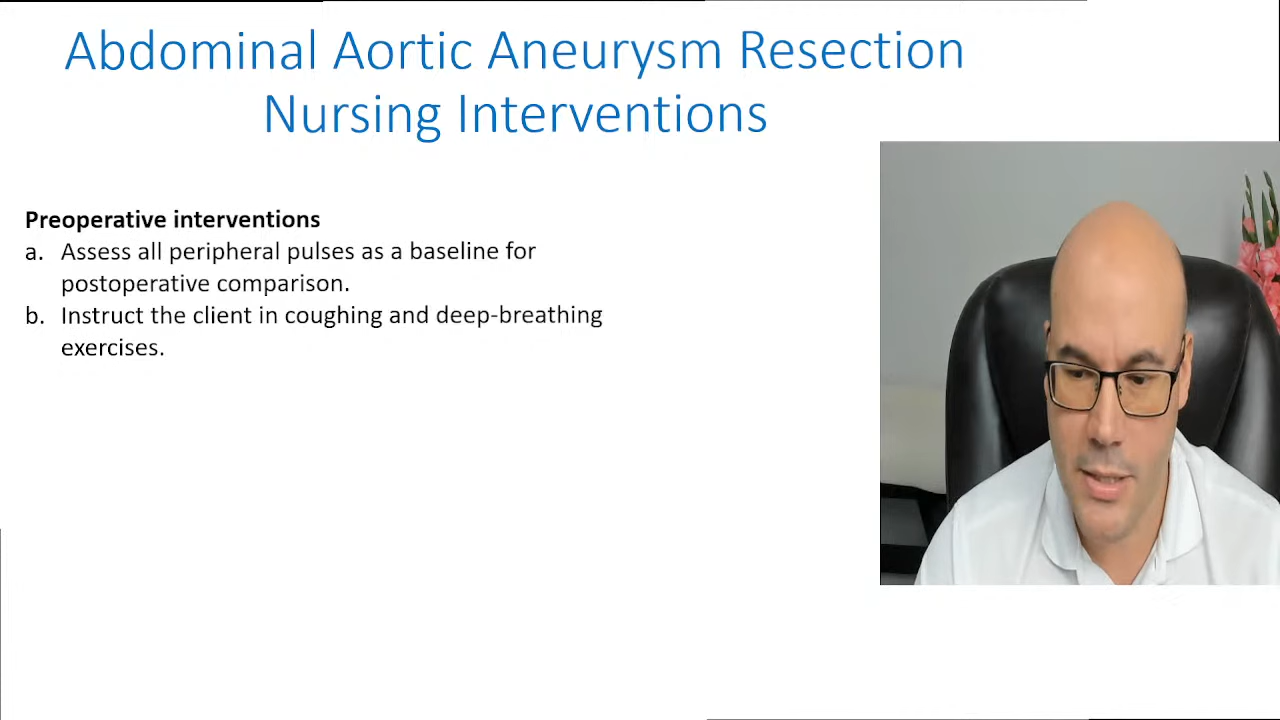 Abdominal Aortic Aneurysm Resection
Nursing Interventions
Preoperative interventions
a. Assess all peripheral pulses as a baseline for
postoperative comparison.
b. Instruct the client in coughing and deep-breathing
exercises.